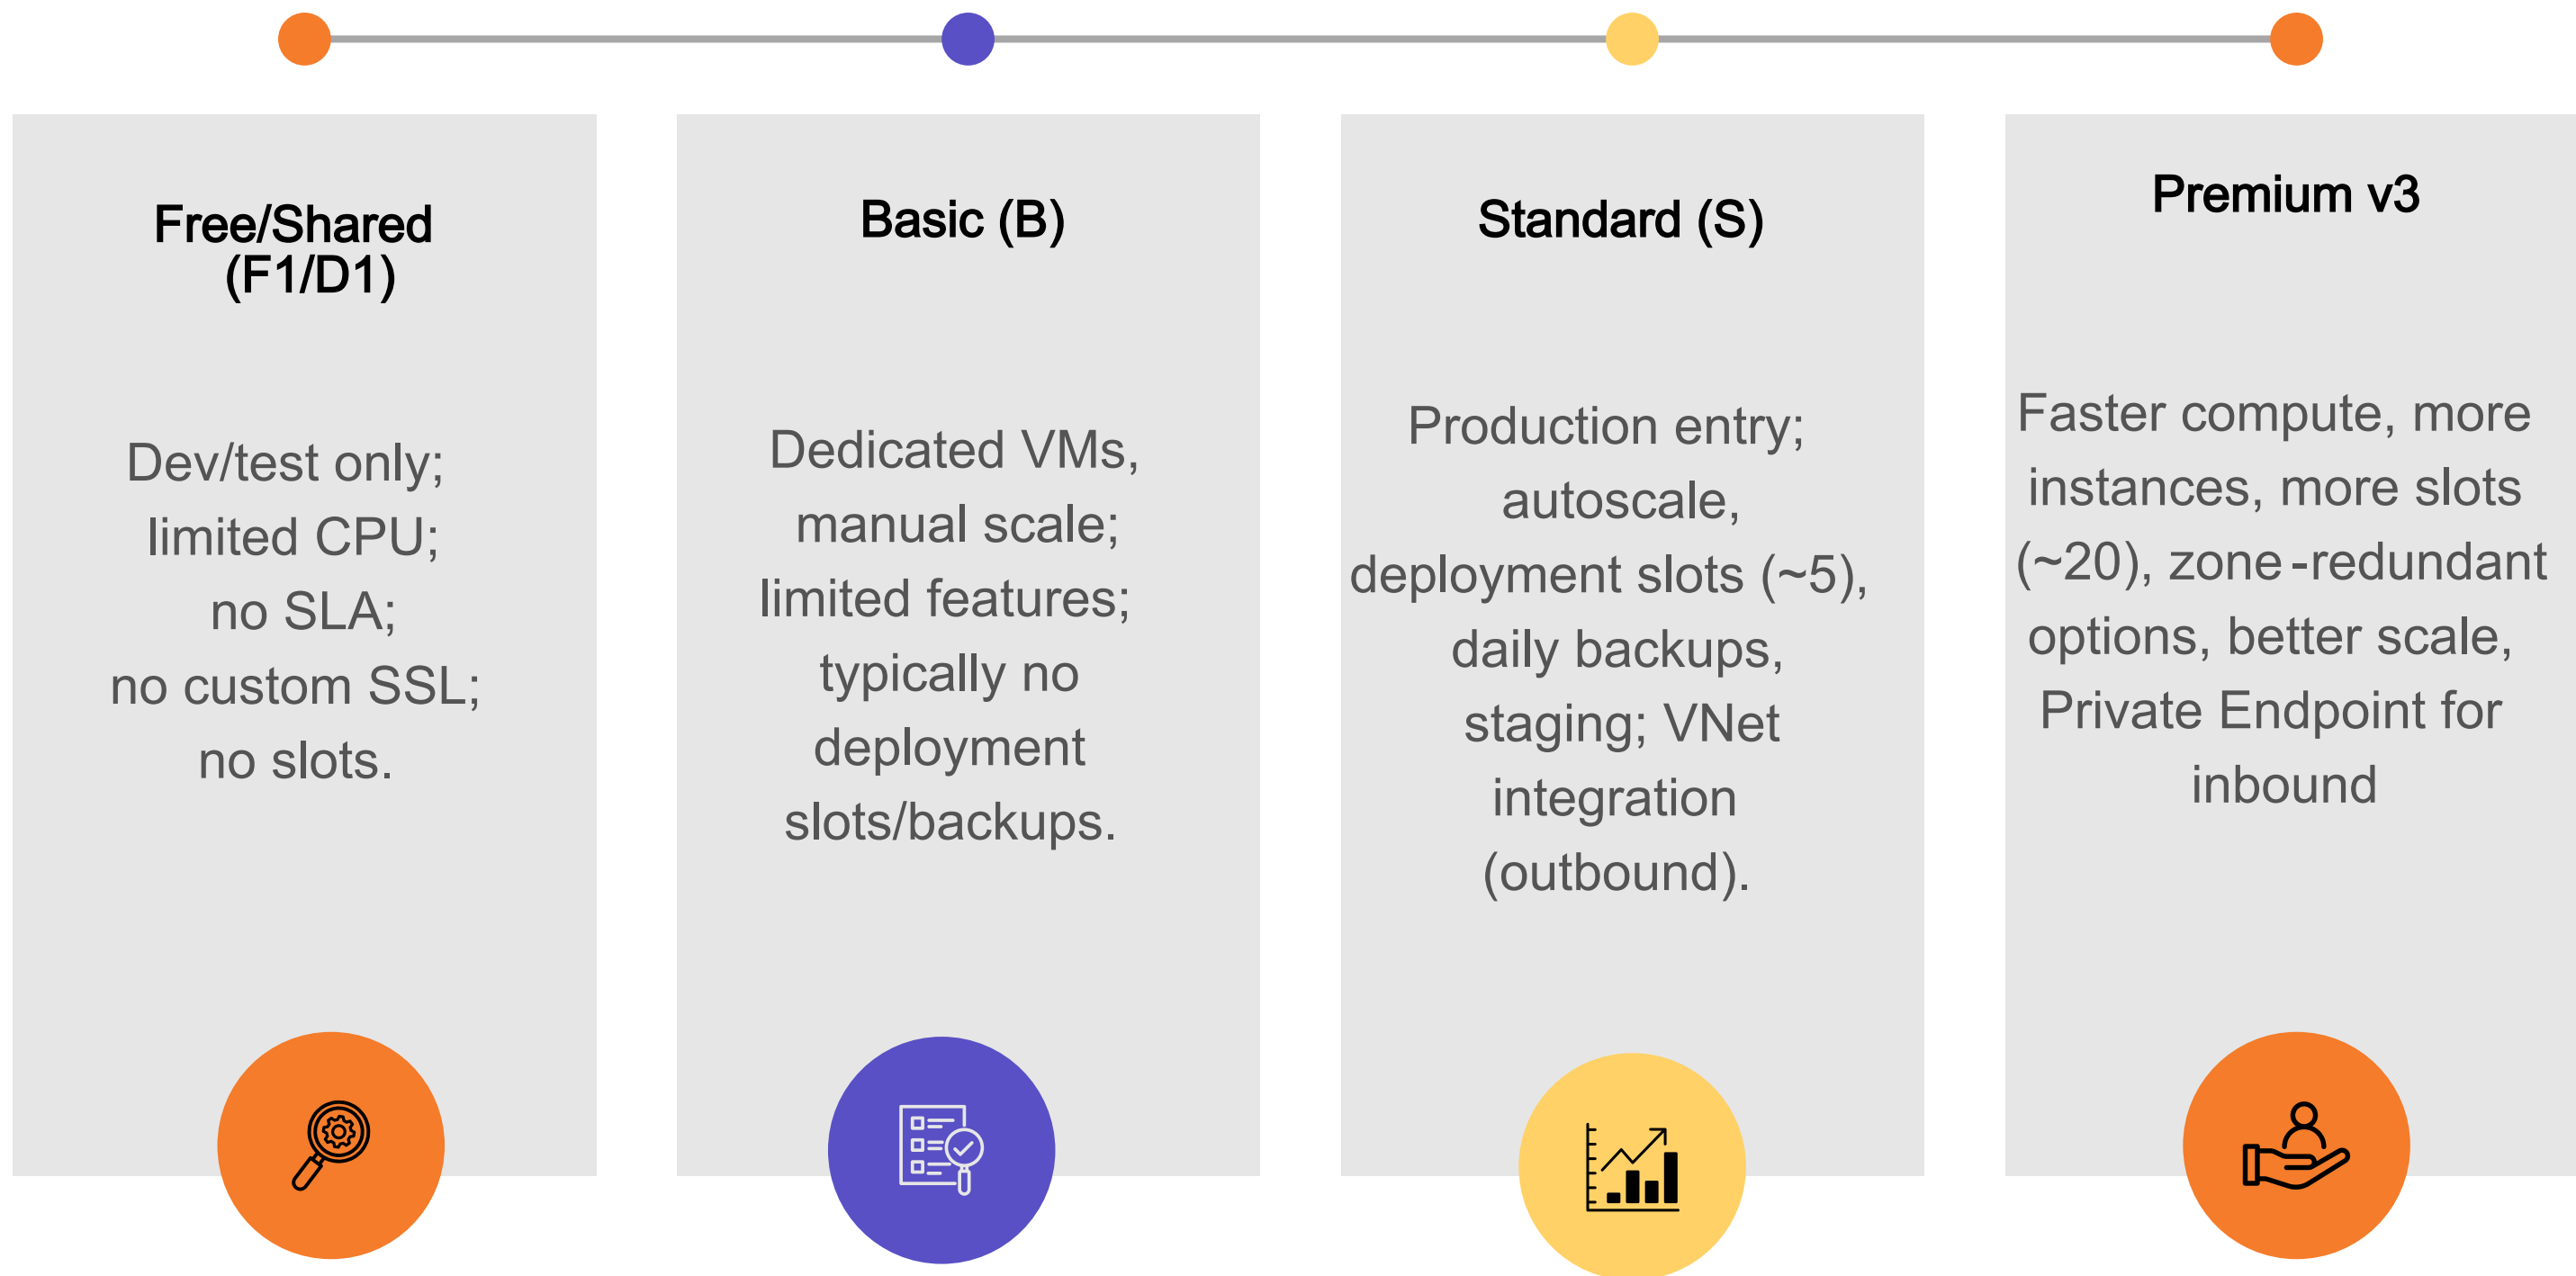 Free/Shared
(F1/D1)
Dev/test only;
limited CPU;
no SLA;
no custom SSL;
no slots.
Basic (B)
Dedicated VMs,
manual scale;
limited features;
typically no
deployment
slots/backups.
Standard (S)
Production entry;
autoscale,
deployment slots (~5),
daily backups,
staging; VNet
integration
(outbound).
Premium v3
Faster compute, more
instances, more slots
(~20), zone-redundant
options, better scale,
Private Endpoint for
inbound